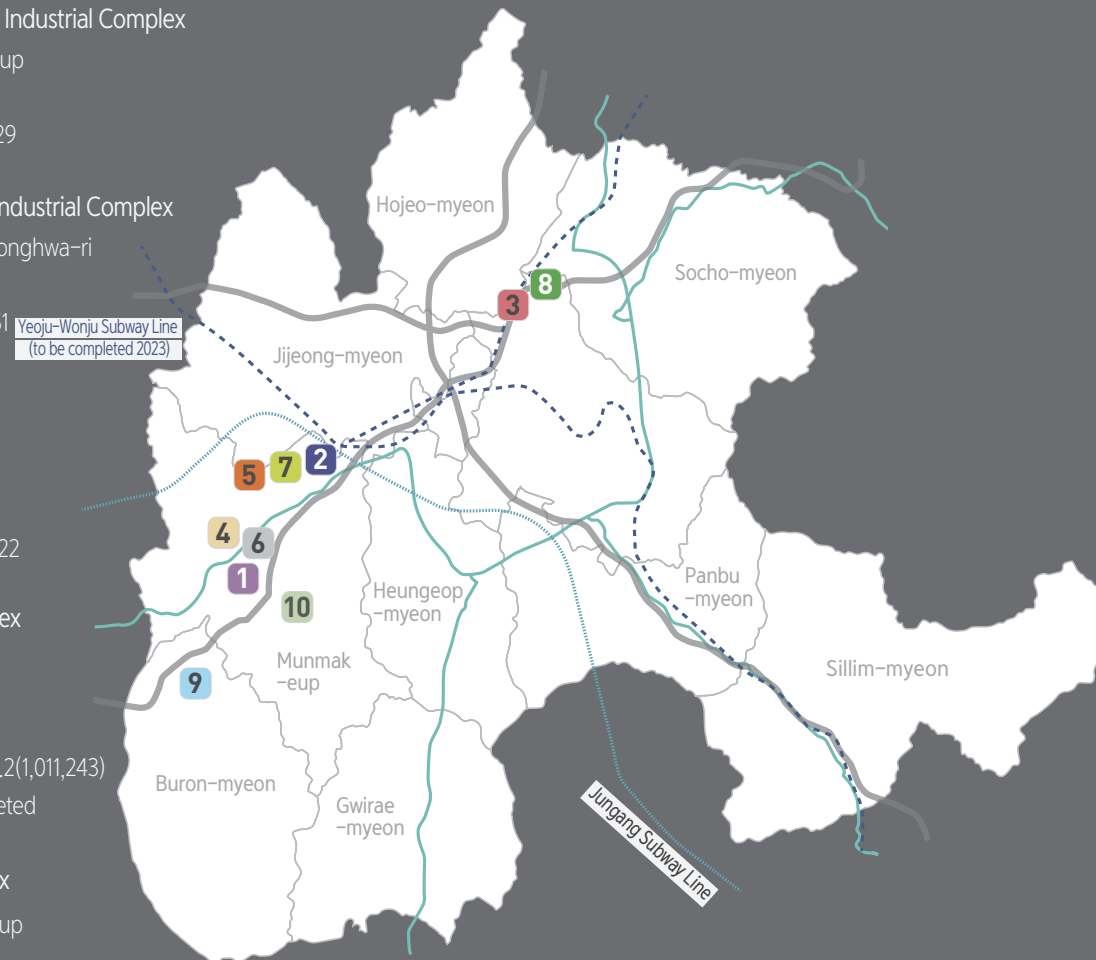 Industrial Complex
up
29
ndustrial Complex
onghwa-ri
51
Yeoju-Wonju Subway Line
(to be completed 2023)
22
ex
.2(1,011,243)
eted
x
up
Hojeo-myeon
Socho-myeon
8
3
Jijeong-myeon
5
7
2
4
6
1
10
9
Heungeop
-myeon
Panbu
-myeon
Munmak
-eup
Sillim-myeon
Buron-myeon
Gwirae
-myeon
Jungang Subway Line